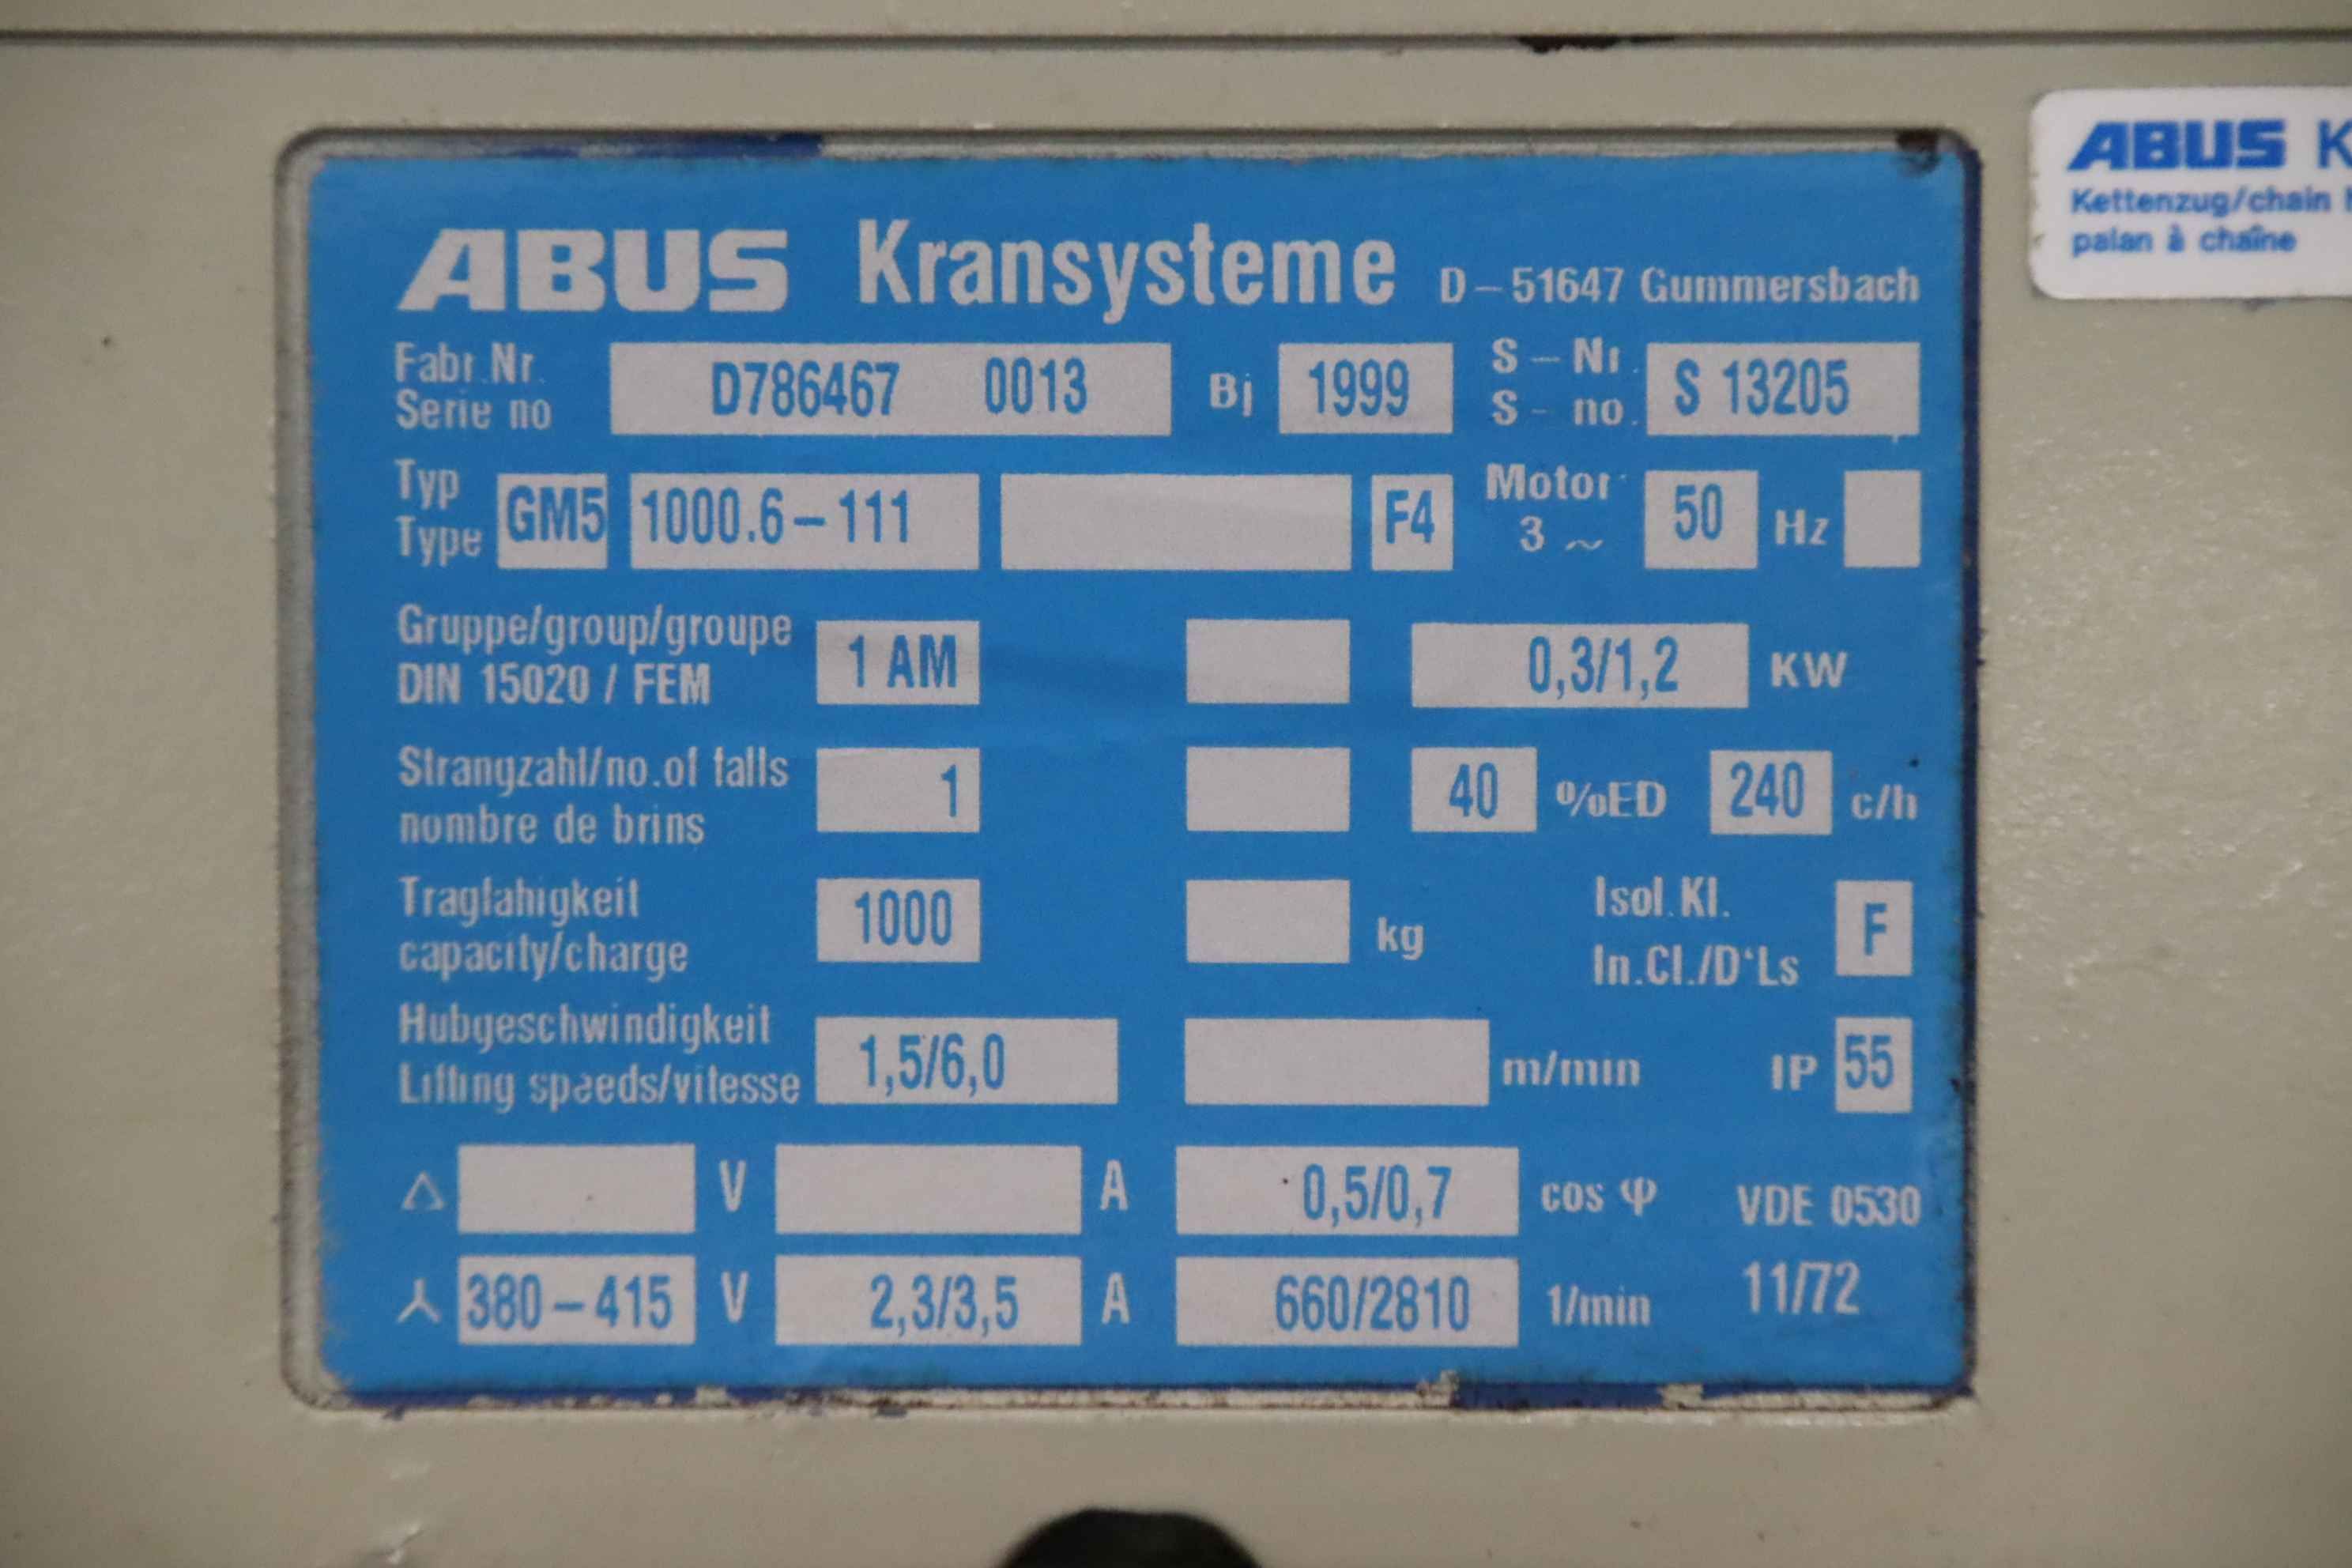 ABUS Kransysteme D-51647 Gummersbach
Fabr.Nr. Serie no D786467 0013 Bj 1999 S-Nr. S-no. S 13205
Typ Type GM5 1000.6-111 F4 Motor 3~ 50 Hz
Gruppe/group/groupe DIN 15020 / FEM 1 AM 0,3/1,2 KW
Strangzahl/no.of falls nombre de brins 1 40 %ED 240 c/h
Tragfähigkeit capacity/charge 1000 kg Isol.Kl. In.Cl./D'Ls F
Hubgeschwindigkeit Lifting speeds/vitesse 1,5/6,0 m/min IP 55
△ V A 0,5/0,7 cos φ VDE 0530
⅄ 380-415 V 2,3/3,5 A 660/2810 1/min 11/72
ABUS K
Kettenzug/chain
palan à chaîne